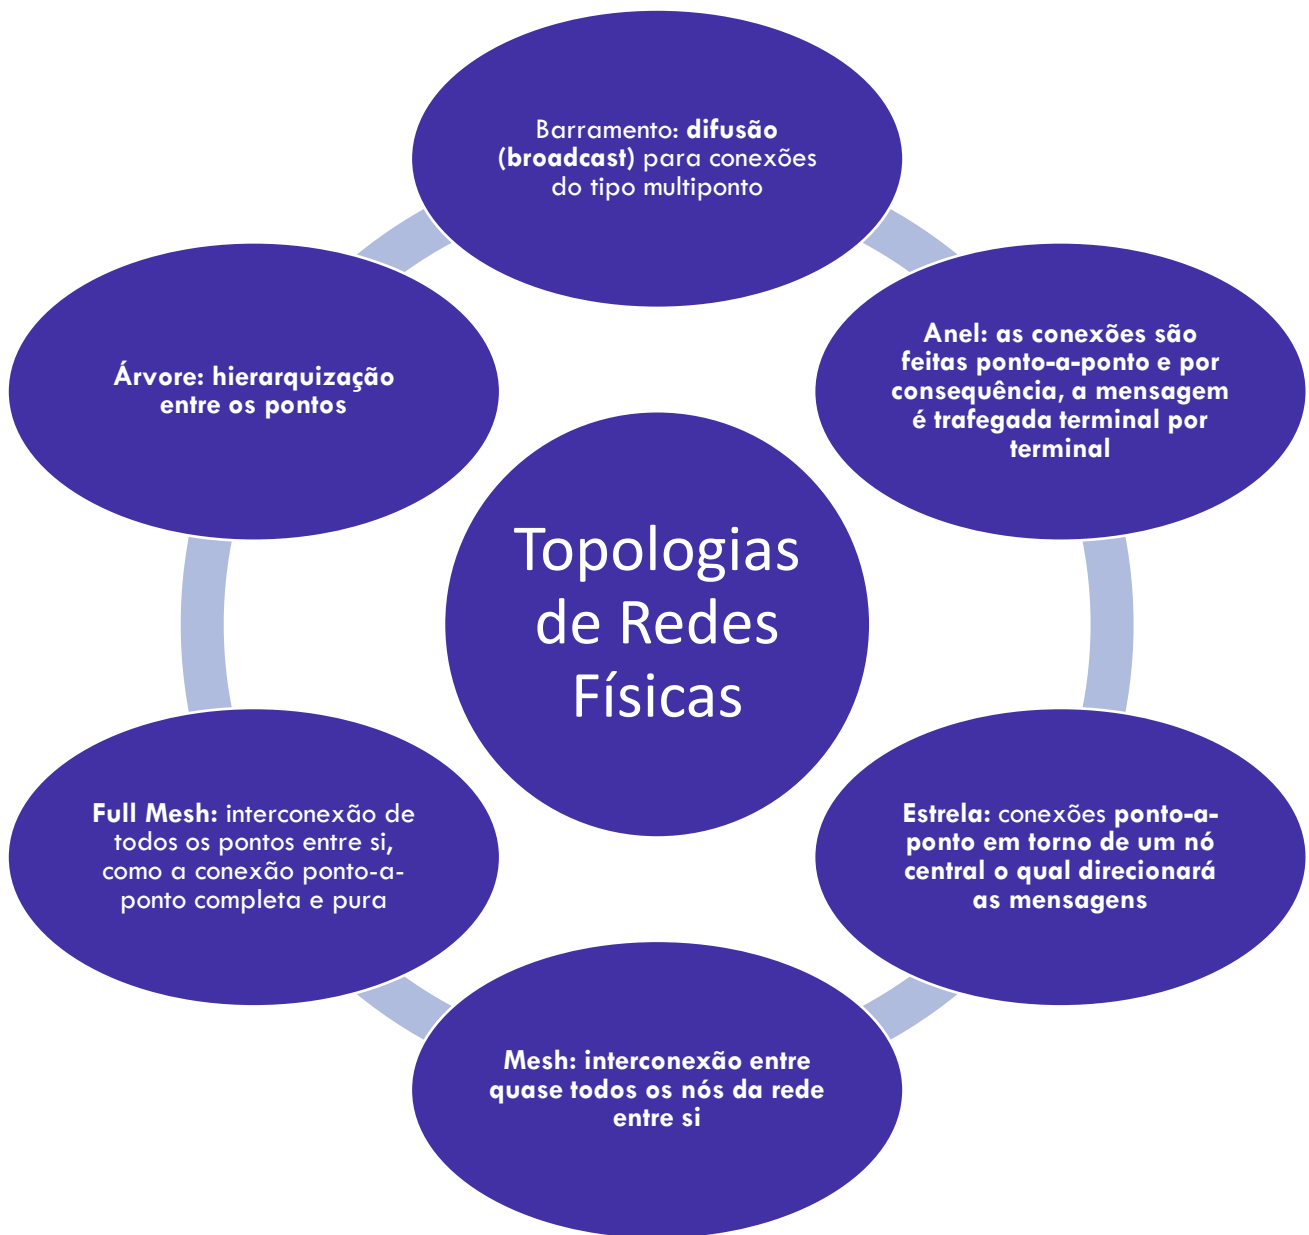 Barramento: difusão
(broadcast) para conexões
do tipo multiponto
Anel: as conexões são
feitas ponto-a-ponto e por
consequência, a mensagem
é trafegada terminal por
terminal
Estrela: conexões ponto-a-
ponto em torno de um nó
central o qual direcionará
as mensagens
Mesh: interconexão entre
quase todos os nós da rede
entre si
Full Mesh: interconexão de
todos os pontos entre si,
como a conexão ponto-a-
ponto completa e pura
Árvore: hierarquização
entre os pontos
Topologias
de Redes
Físicas